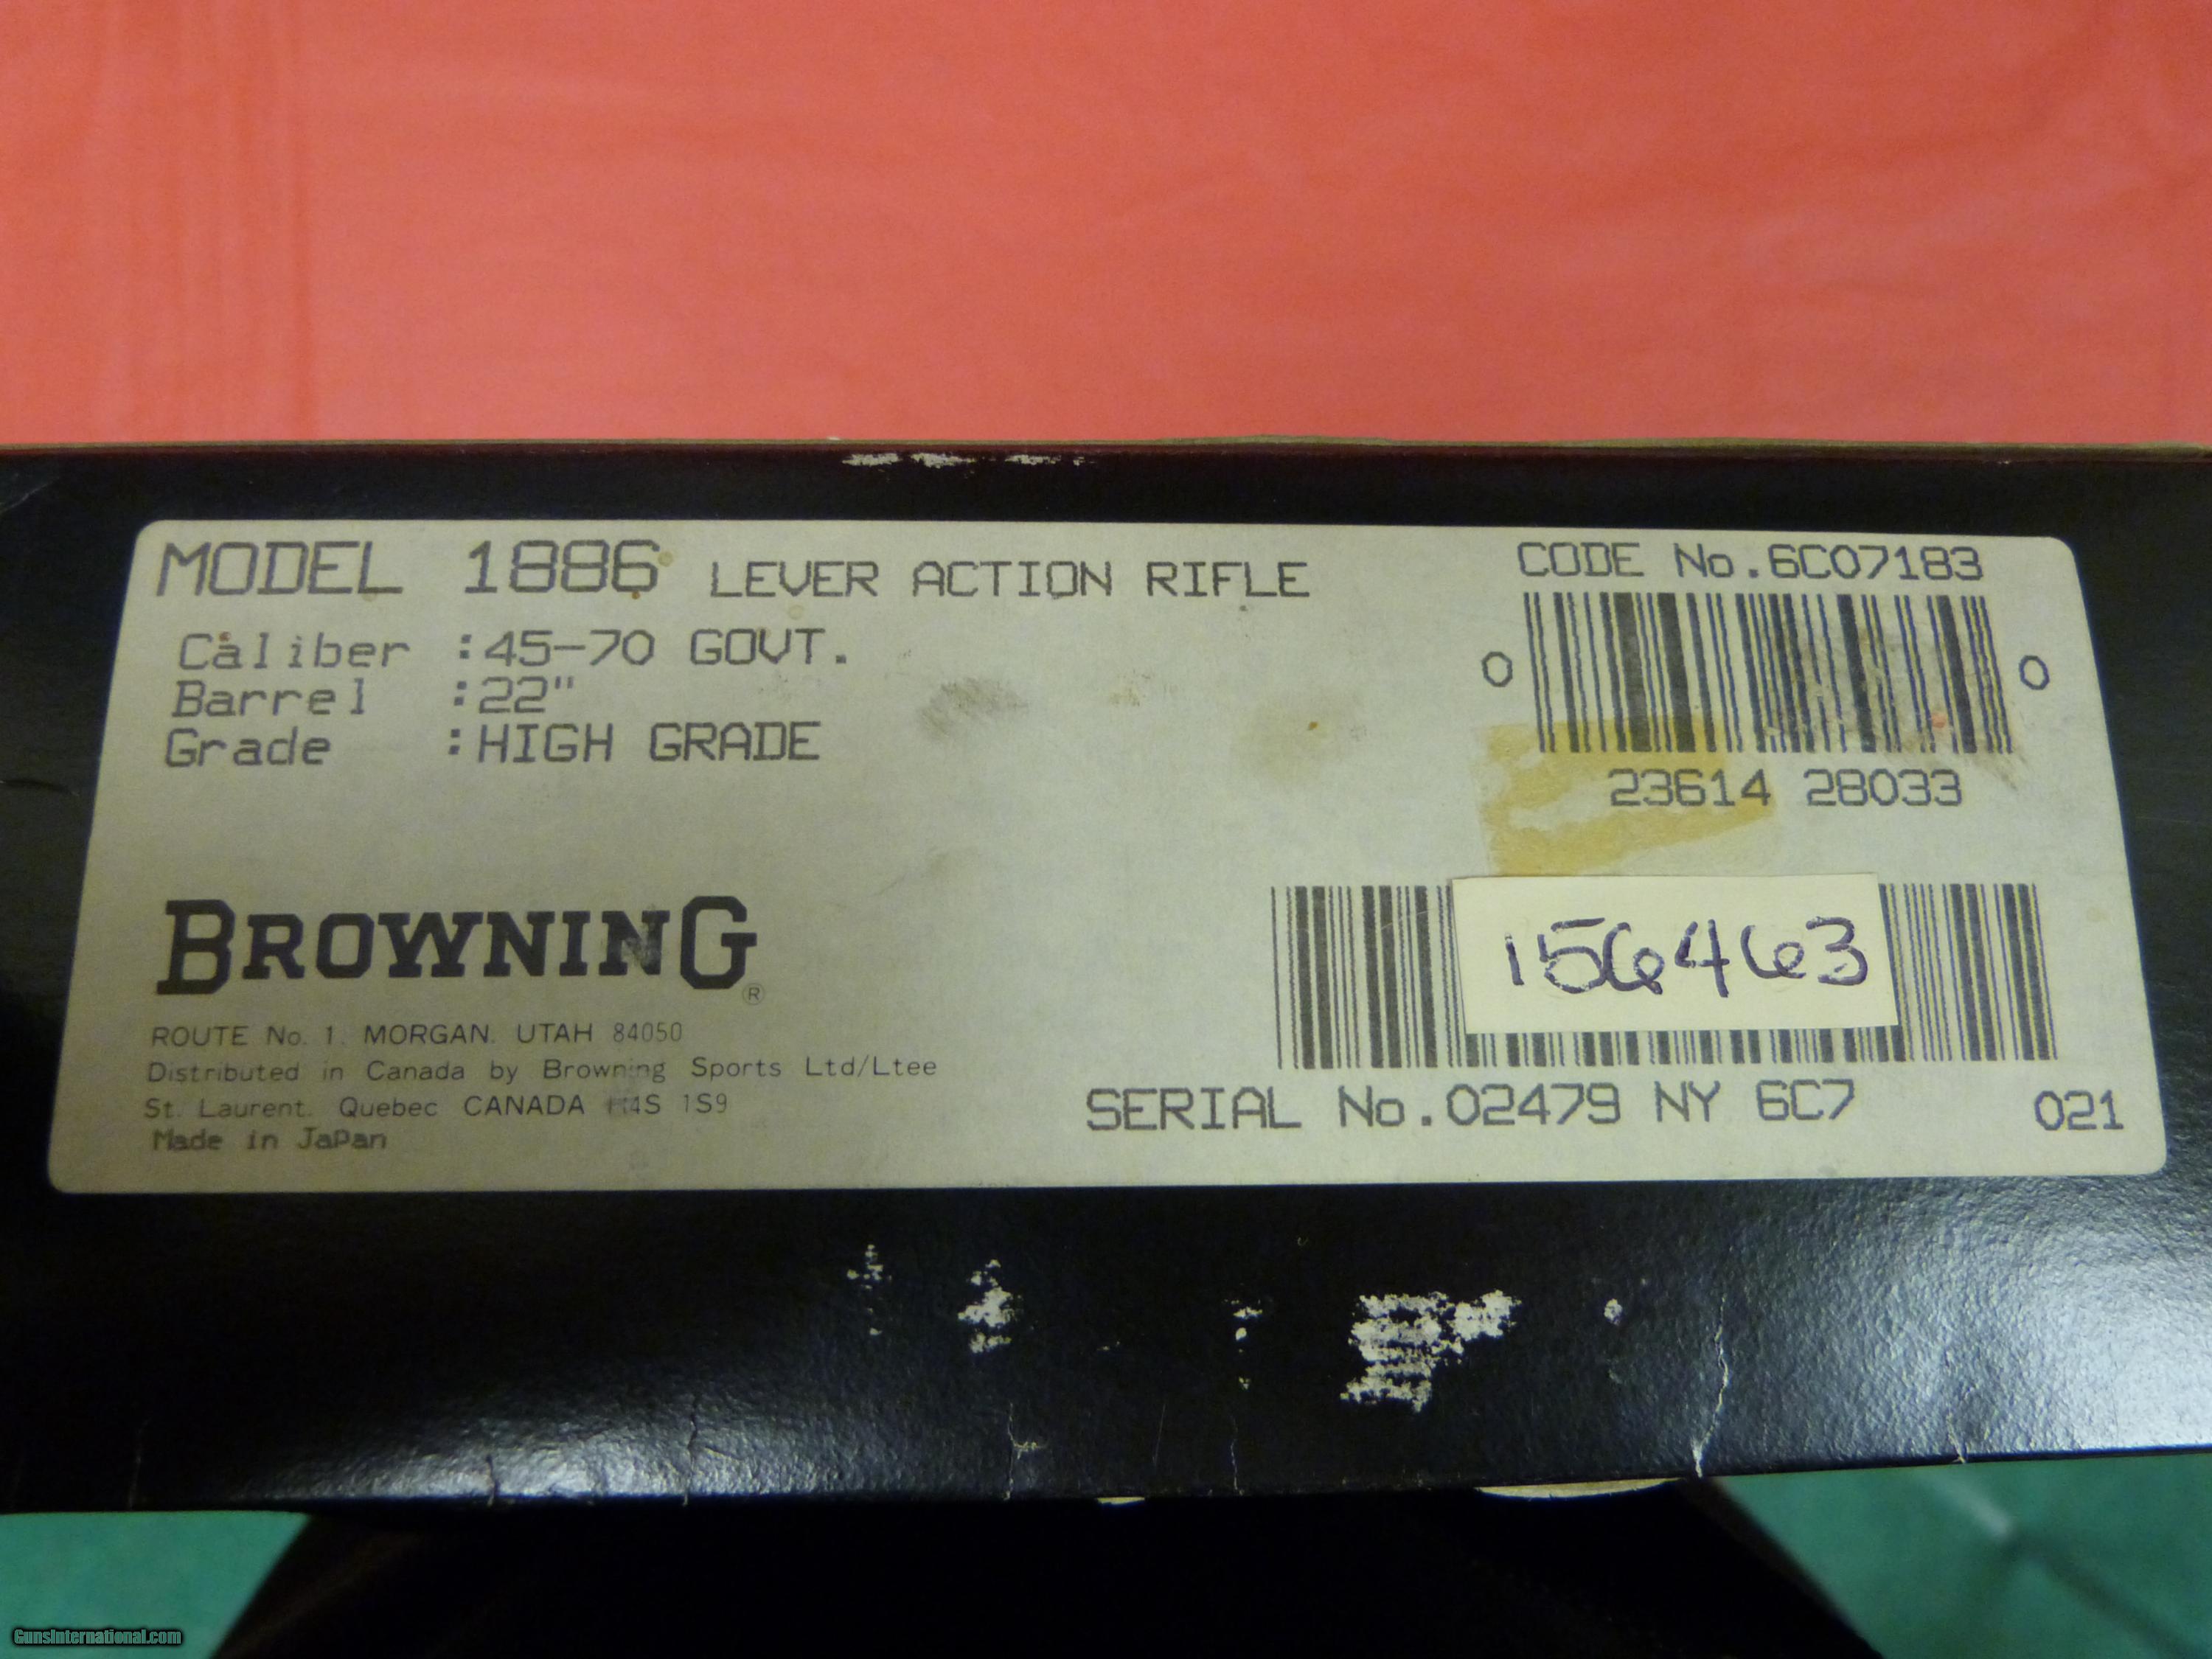 MODEL 1886 LEVER ACTION RIFLE
Caliber :45-70 GOVT.
Barrel :22"
Grade :HIGH GRADE
CODE No.6C07183
0 0
23614 28033
156463
BROWNING®
ROUTE No. 1, MORGAN, UTAH 84050
Distributed in Canada by Browning Sports Ltd/Ltee
St. Laurent, Quebec CANADA H4S 1S9
Made in Japan
SERIAL No.02479 NY 6C7
021
GunsInternational.com